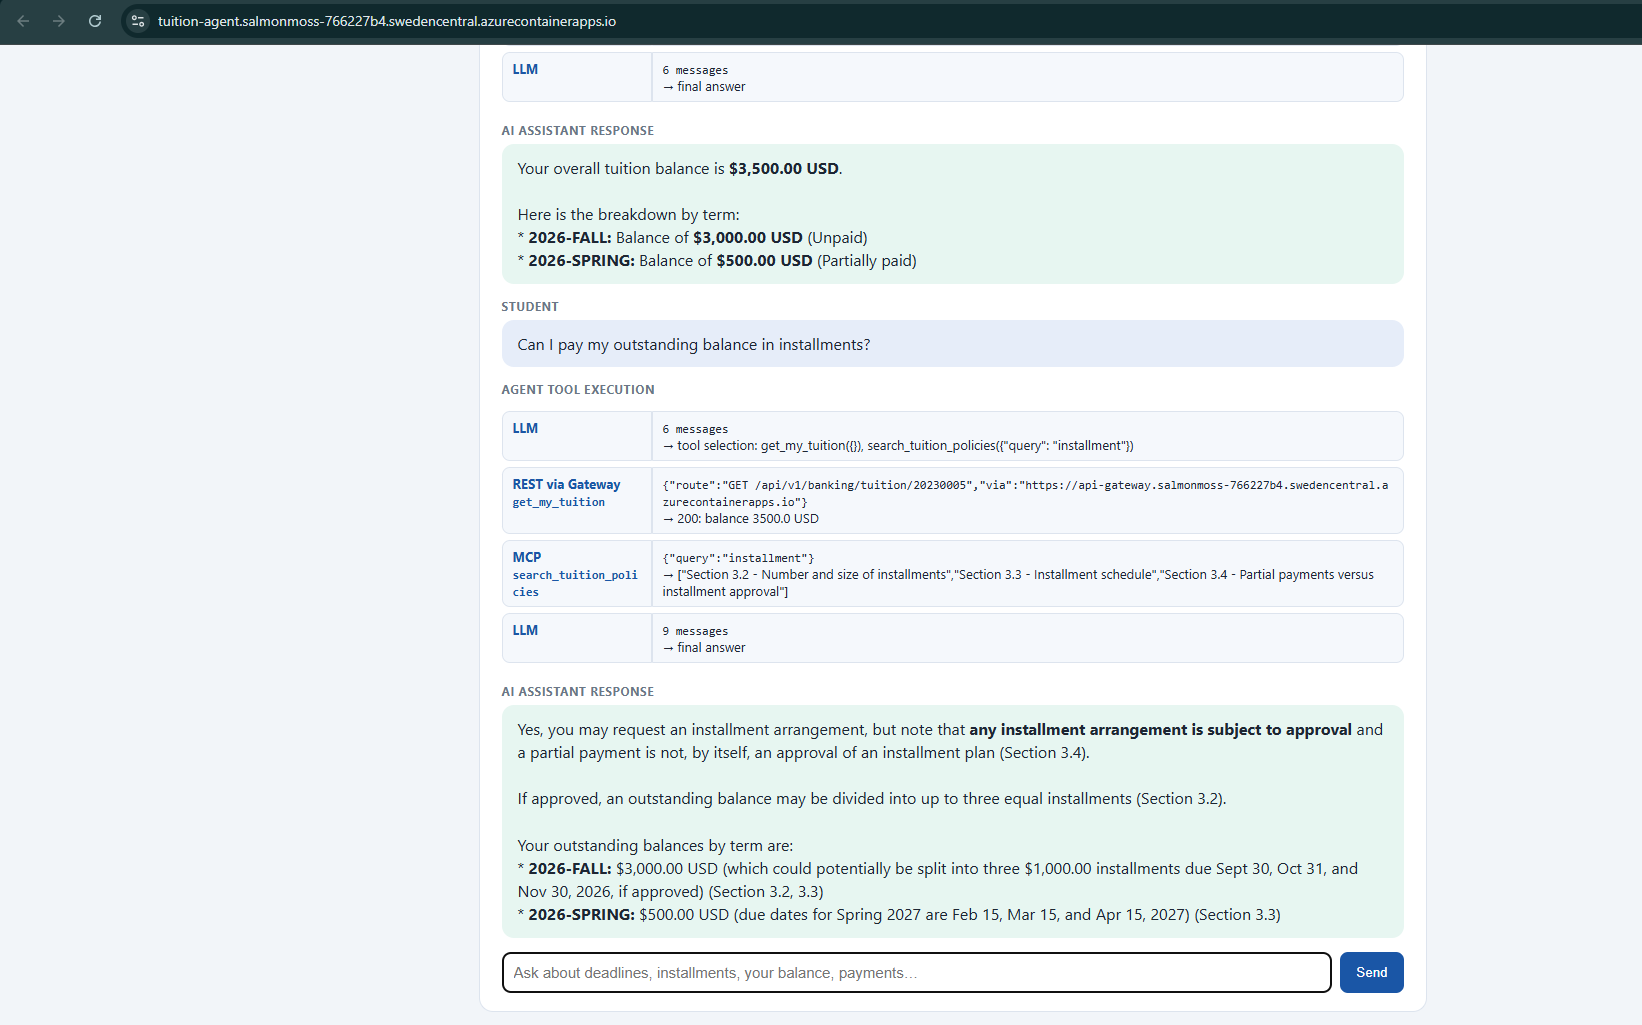 tuition-agent.salmonmoss-766227b4.swedencentral.azurecontainerapps.io
LLM
6 messages
→ final answer
AI ASSISTANT RESPONSE
Your overall tuition balance is $3,500.00 USD.
Here is the breakdown by term:
* 2026-FALL: Balance of $3,000.00 USD (Unpaid)
* 2026-SPRING: Balance of $500.00 USD (Partially paid)
STUDENT
Can I pay my outstanding balance in installments?
AGENT TOOL EXECUTION
LLM
6 messages
→ tool selection: get_my_tuition({}), search_tuition_policies({"query": "installment"})
REST via Gateway
get_my_tuition
{"route":"GET /api/v1/banking/tuition/20230005","via":"https://api-gateway.salmonmoss-766227b4.swedencentral.a
zurecontainerapps.io"}
→ 200: balance 3500.0 USD
MCP
search_tuition_poli
cies
{"query":"installment"}
→ ["Section 3.2 - Number and size of installments","Section 3.3 - Installment schedule","Section 3.4 - Partial payments versus
installment approval"]
LLM
9 messages
→ final answer
AI ASSISTANT RESPONSE
Yes, you may request an installment arrangement, but note that any installment arrangement is subject to approval and
a partial payment is not, by itself, an approval of an installment plan (Section 3.4).
If approved, an outstanding balance may be divided into up to three equal installments (Section 3.2).
Your outstanding balances by term are:
* 2026-FALL: $3,000.00 USD (which could potentially be split into three $1,000.00 installments due Sept 30, Oct 31, and
Nov 30, 2026, if approved) (Section 3.2, 3.3)
* 2026-SPRING: $500.00 USD (due dates for Spring 2027 are Feb 15, Mar 15, and Apr 15, 2027) (Section 3.3)
Ask about deadlines, installments, your balance, payments…
Send